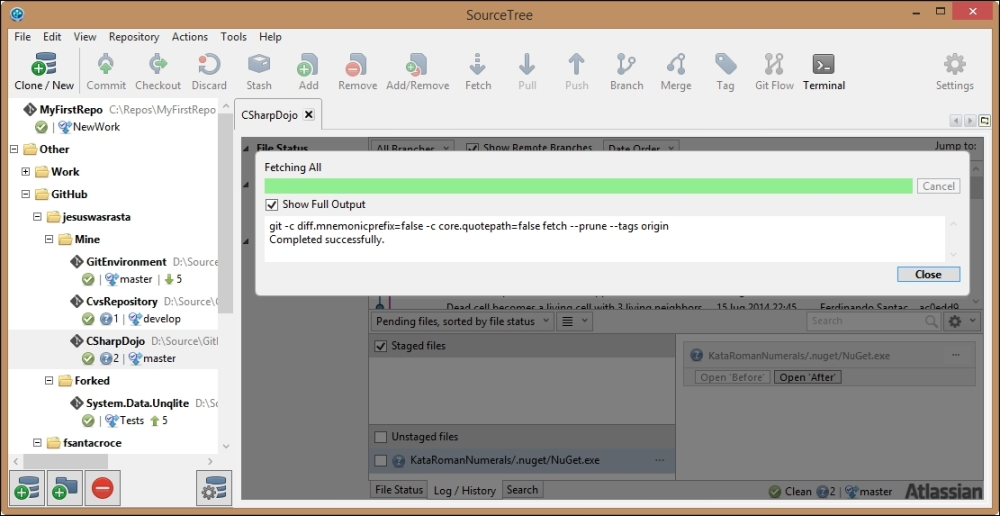 SourceTree
File Edit View Repository Actions Tools Help
Clone / New Commit Checkout Discard Stash Add Remove Add/Remove Fetch Pull Push Branch Merge Tag Git Flow Terminal Settings
MyFirstRepo C:\Repos\MyFirstRepo
NewWork
Other
Work
GitHub
jesuswasrasta
Mine
GitEnvironment D:\Source
master | 5
CvsRepository D:\Source\
1 | develop
CSharpDojo D:\Source\Git
2 | master
Forked
System.Data.Unqlite D:\S
Tests 5
fsantacroce
CSharpDojo
File Status All Branches Show Remote Branches Date Order Jump to:
Fetching All
Cancel
Show Full Output
git -c diff.mnemonicprefix=false -c core.quotepath=false fetch --prune --tags origin
Completed successfully.
Close
Dead cell becomes a living cell with 3 living neighbors 15 lug 2014 22:45 Ferdinando Santac ac0edd9
Pending files, sorted by file status Search
Staged files
KataRomanNumerals/.nuget/NuGet.exe ...
Open 'Before' Open 'After'
Unstaged files
KataRomanNumerals/.nuget/NuGet.exe ...
File Status Log / History Search
Clean 2 | master Atlassian